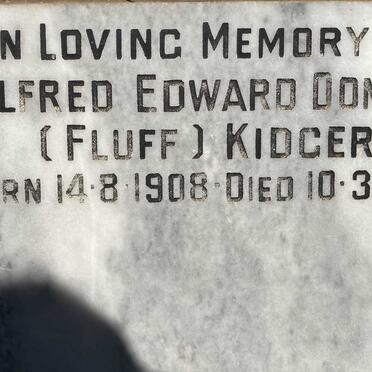 N LOVING MEMORY
LFRED EDWARD DON
(FLUFF) KIDGER
RN 14·8·1908·DIED 10·3